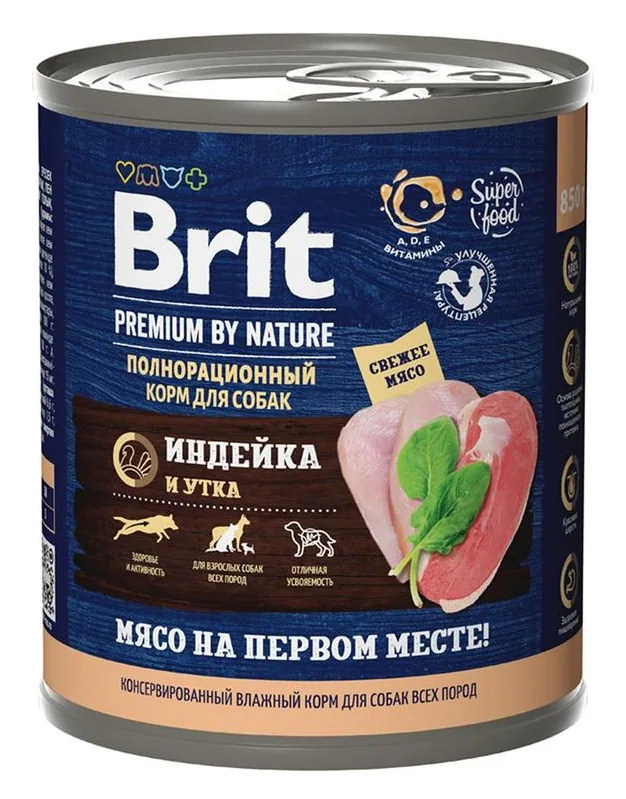 Brit
PREMIUM BY NATURE
ПОЛНОРАЦИОННЫЙ
КОРМ ДЛЯ СОБАК
A, D, E
ВИТАМИНЫ
Super
food
УЛУЧШЕННАЯ
РЕЦЕПТУРА!
СВЕЖЕЕ
МЯСО
ИНДЕЙКА
И УТКА
ЗДОРОВЬЕ
И АКТИВНОСТЬ
ДЛЯ ВЗРОСЛЫХ СОБАК
ВСЕХ ПОРОД
ОТЛИЧНАЯ
УСВОЯЕМОСТЬ
МЯСО НА ПЕРВОМ МЕСТЕ!
КОНСЕРВИРОВАННЫЙ ВЛАЖНЫЙ КОРМ ДЛЯ СОБАК ВСЕХ ПОРОД
850 г